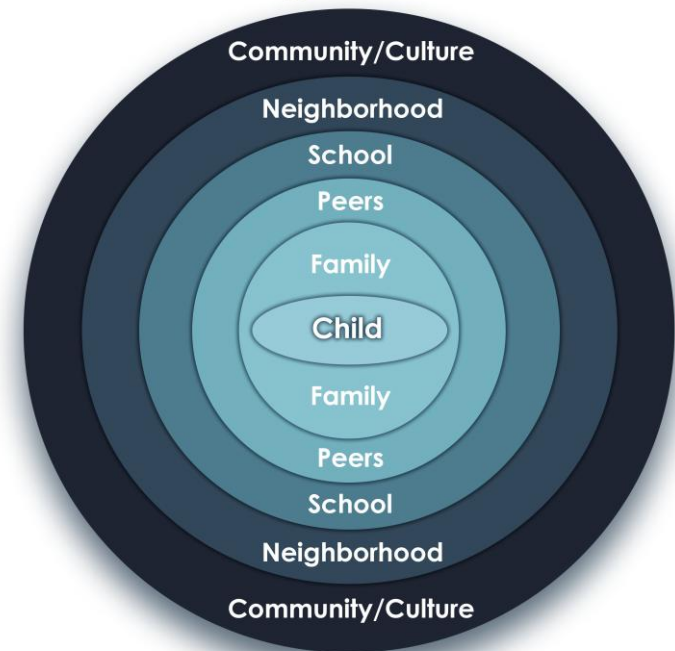 Community/Culture
Neighborhood
School
Peers
Family
Child
Family
Peers
School
Neighborhood
Community/Culture